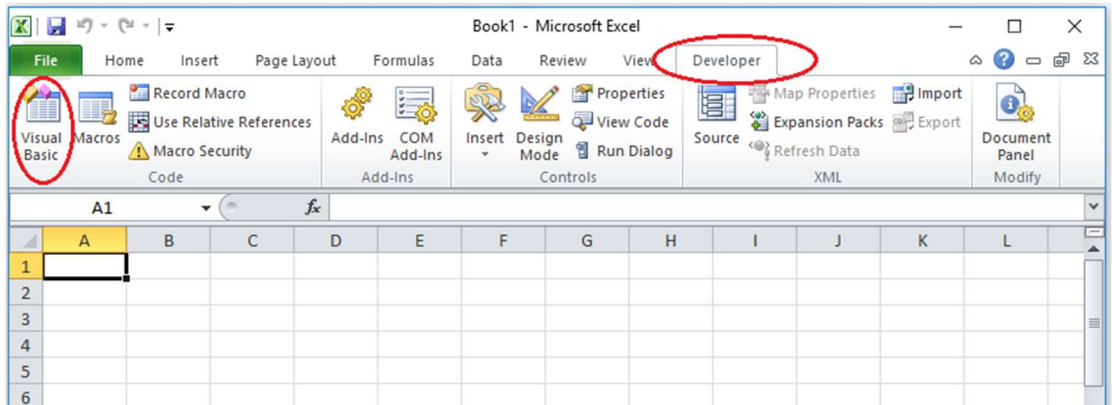 Book1 - Microsoft Excel
File Home Insert Page Layout Formulas Data Review View Developer
Visual Basic
Macros
Record Macro
Use Relative References
Macro Security
Code
Add-Ins
COM Add-Ins
Add-Ins
Insert
Design Mode
Properties
View Code
Run Dialog
Controls
Source
Map Properties
Expansion Packs
Refresh Data
Import
Export
XML
Document Panel
Modify
A1 fx
A B C D E F G H I J K L
1
2
3
4
5
6